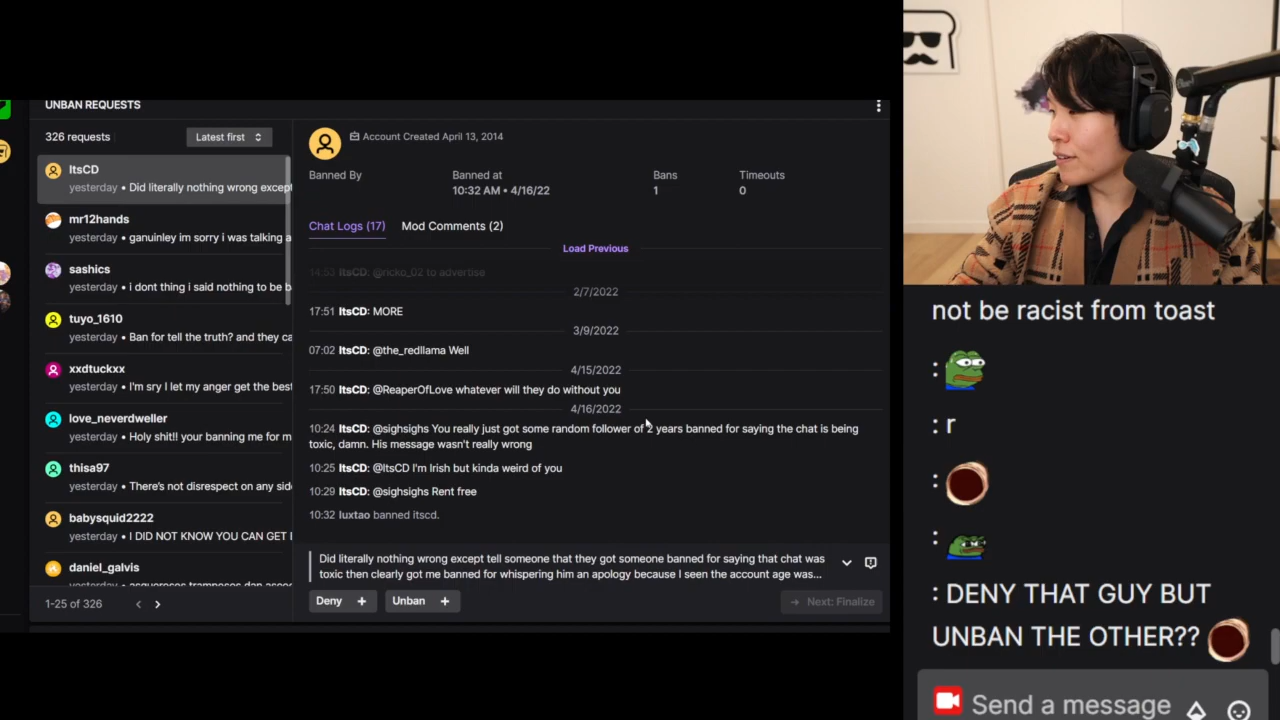 UNBAN REQUESTS
326 requests
Latest first
ItsCD
yesterday • Did literally nothing wrong except
mr12hands
yesterday • ganuinley im sorry i was talking a
sashics
yesterday • i dont thing i said nothing to be b
tuyo_1610
yesterday • Ban for tell the truth? and they ca
xxdtuckxx
yesterday • I'm sry I let my anger get the best
love_neverdweller
yesterday • Holy shit!! your banning me for m
thisa97
yesterday • There's not disrespect on any sid
babysquid2222
yesterday • I DID NOT KNOW YOU CAN GET
daniel_galvis
yesterday • asquerosos tramposos dan asco
1-25 of 326
Account Created April 13, 2014
Banned By
Banned at
10:32 AM • 4/16/22
Bans
1
Timeouts
0
Chat Logs (17)
Mod Comments (2)
Load Previous
14:53 ItsCD: @ricko_02 to advertise
2/7/2022
17:51 ItsCD: MORE
3/9/2022
07:02 ItsCD: @the_redllama Well
4/15/2022
17:50 ItsCD: @ReaperOfLove whatever will they do without you
4/16/2022
10:24 ItsCD: @sighsighs You really just got some random follower of 2 years banned for saying the chat is being
toxic, damn. His message wasn't really wrong
10:25 ItsCD: @ItsCD I'm Irish but kinda weird of you
10:29 ItsCD: @sighsighs Rent free
10:32 luxtao banned itscd.
Did literally nothing wrong except tell someone that they got someone banned for saying that chat was
toxic then clearly got me banned for whispering him an apology because I seen the account age was...
Deny +
Unban +
Next: Finalize
not be racist from toast
:
: r
:
:
: DENY THAT GUY BUT
UNBAN THE OTHER??
Send a message